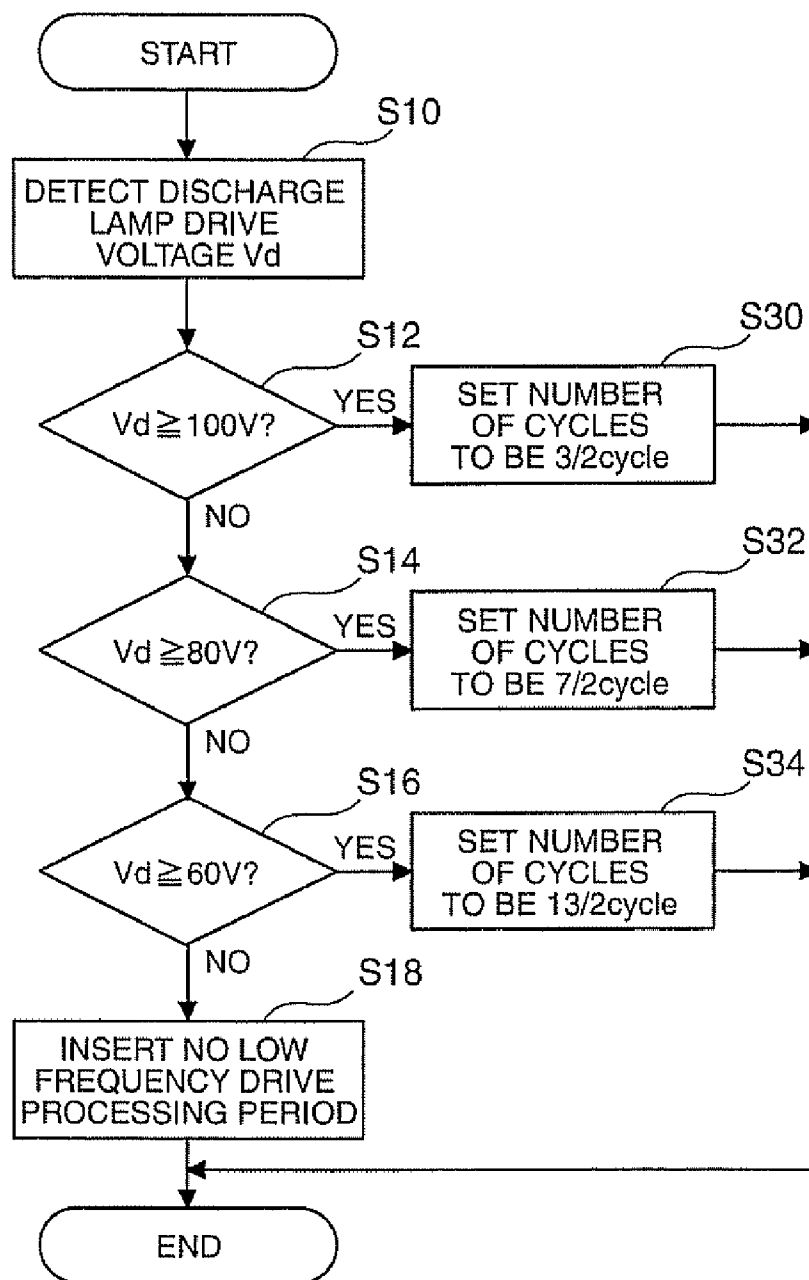 START
S10
DETECT DISCHARGE
LAMP DRIVE
VOLTAGE Vd
S12
Vd≧100V?
YES
S30
SET NUMBER
OF CYCLES
TO BE 3/2cycle
NO
S14
Vd≧80V?
YES
S32
SET NUMBER
OF CYCLES
TO BE 7/2cycle
NO
S16
Vd≧60V?
YES
S34
SET NUMBER
OF CYCLES
TO BE 13/2cycle
NO
S18
INSERT NO LOW
FREQUENCY DRIVE
PROCESSING PERIOD
END